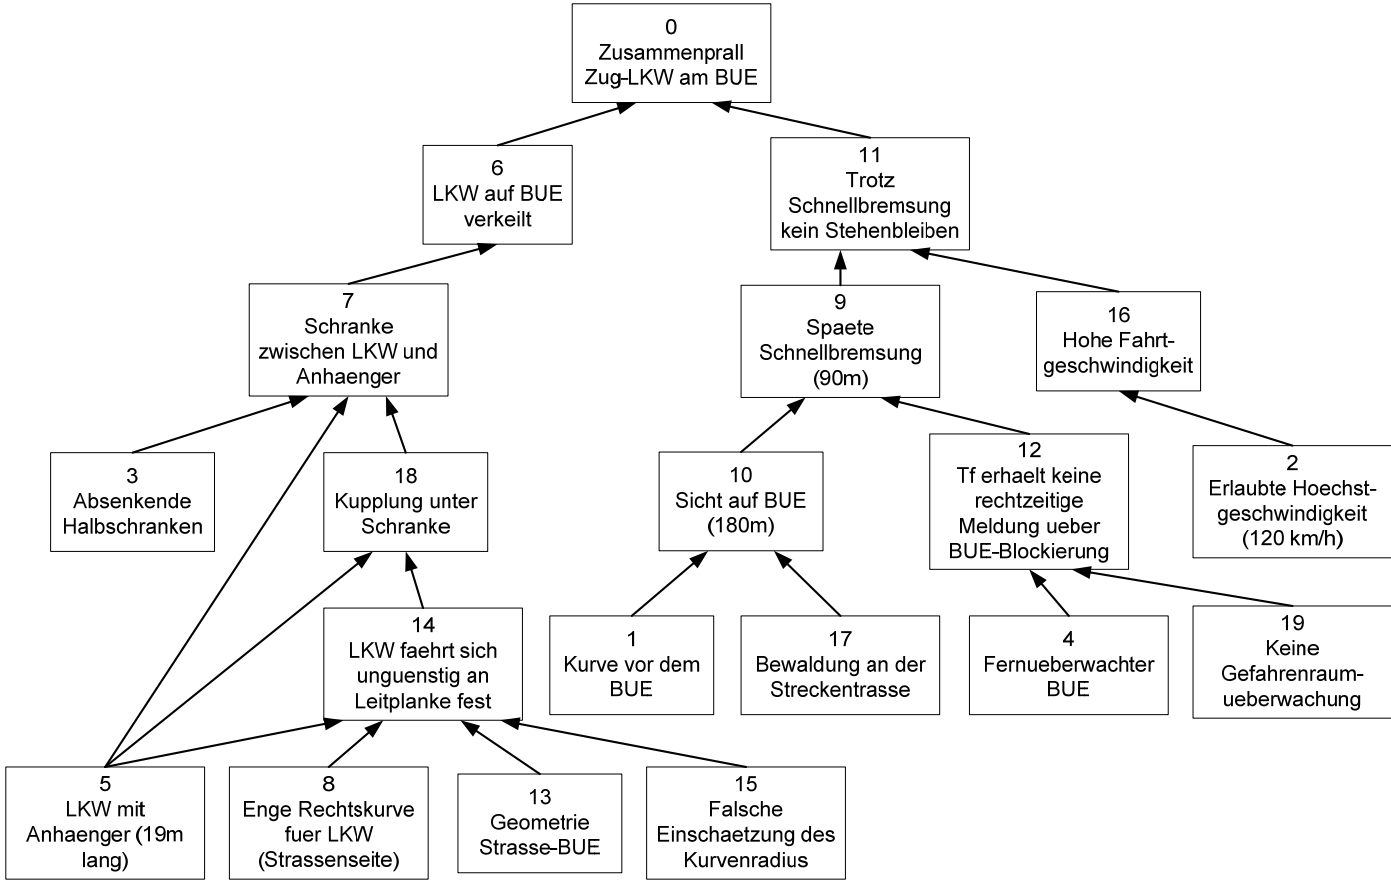 0
Zusammenprall
Zug-LKW am BUE
6
LKW auf BUE
verkeilt
11
Trotz
Schnellbremsung
kein Stehenbleiben
7
Schranke
zwischen LKW und
Anhaenger
9
Spaete
Schnellbremsung
(90m)
16
Hohe Fahrt-
geschwindigkeit
3
Absenkende
Halbschranken
18
Kupplung unter
Schranke
10
Sicht auf BUE
(180m)
12
Tf erhaelt keine
rechtzeitige
Meldung ueber
BUE-Blockierung
2
Erlaubte Hoechst-
geschwindigkeit
(120 km/h)
14
LKW faehrt sich
unguenstig an
Leitplanke fest
1
Kurve vor dem
BUE
17
Bewaldung an der
Streckentrasse
4
Fernueberwachter
BUE
19
Keine
Gefahrenraum-
ueberwachung
5
LKW mit
Anhaenger (19m
lang)
8
Enge Rechtskurve
fuer LKW
(Strassenseite)
13
Geometrie
Strasse-BUE
15
Falsche
Einschaetzung des
Kurvenradius